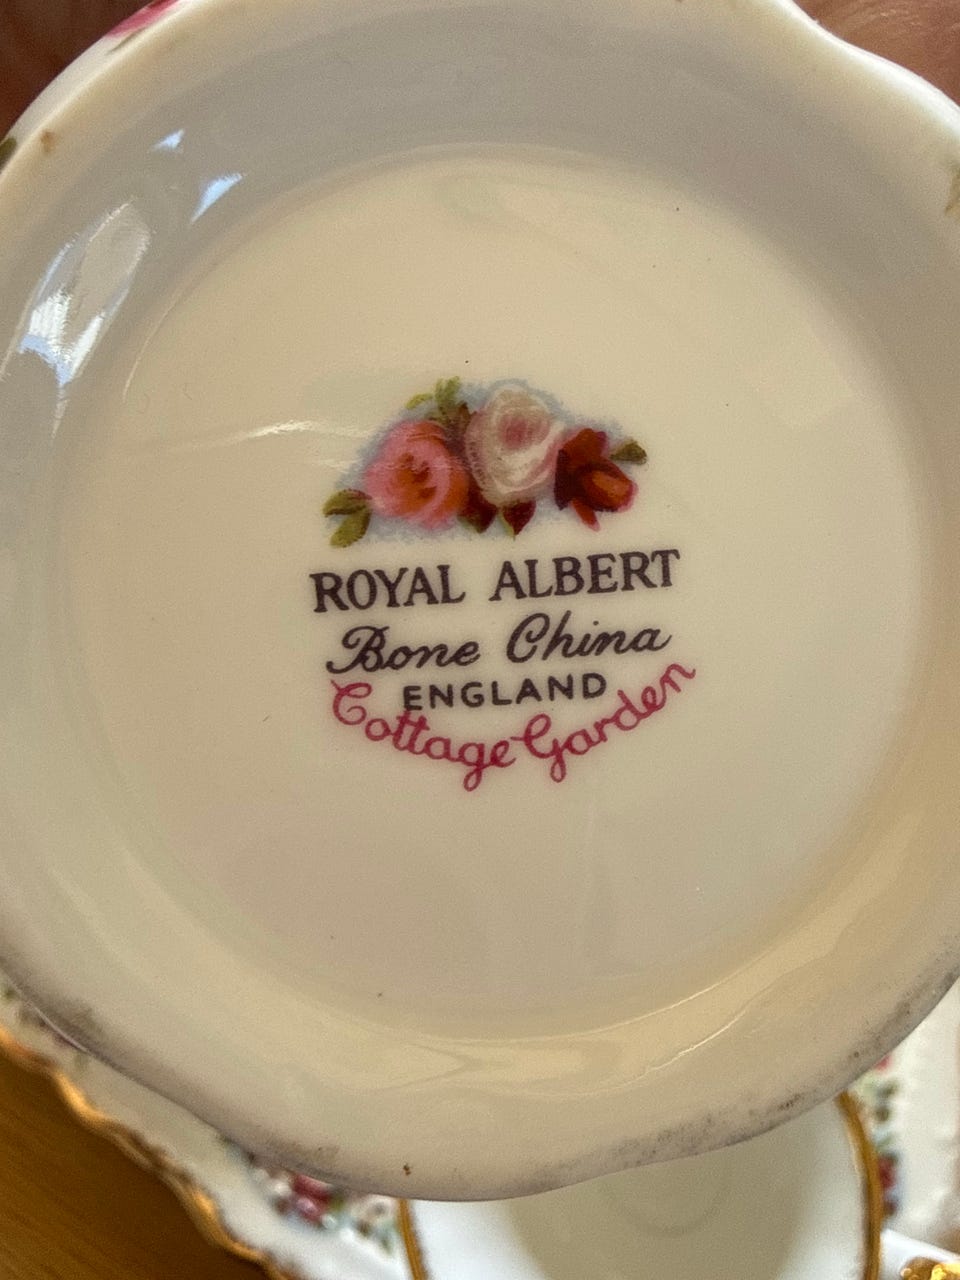 ROYAL ALBERT
Bone China
ENGLAND
Cottage Garden